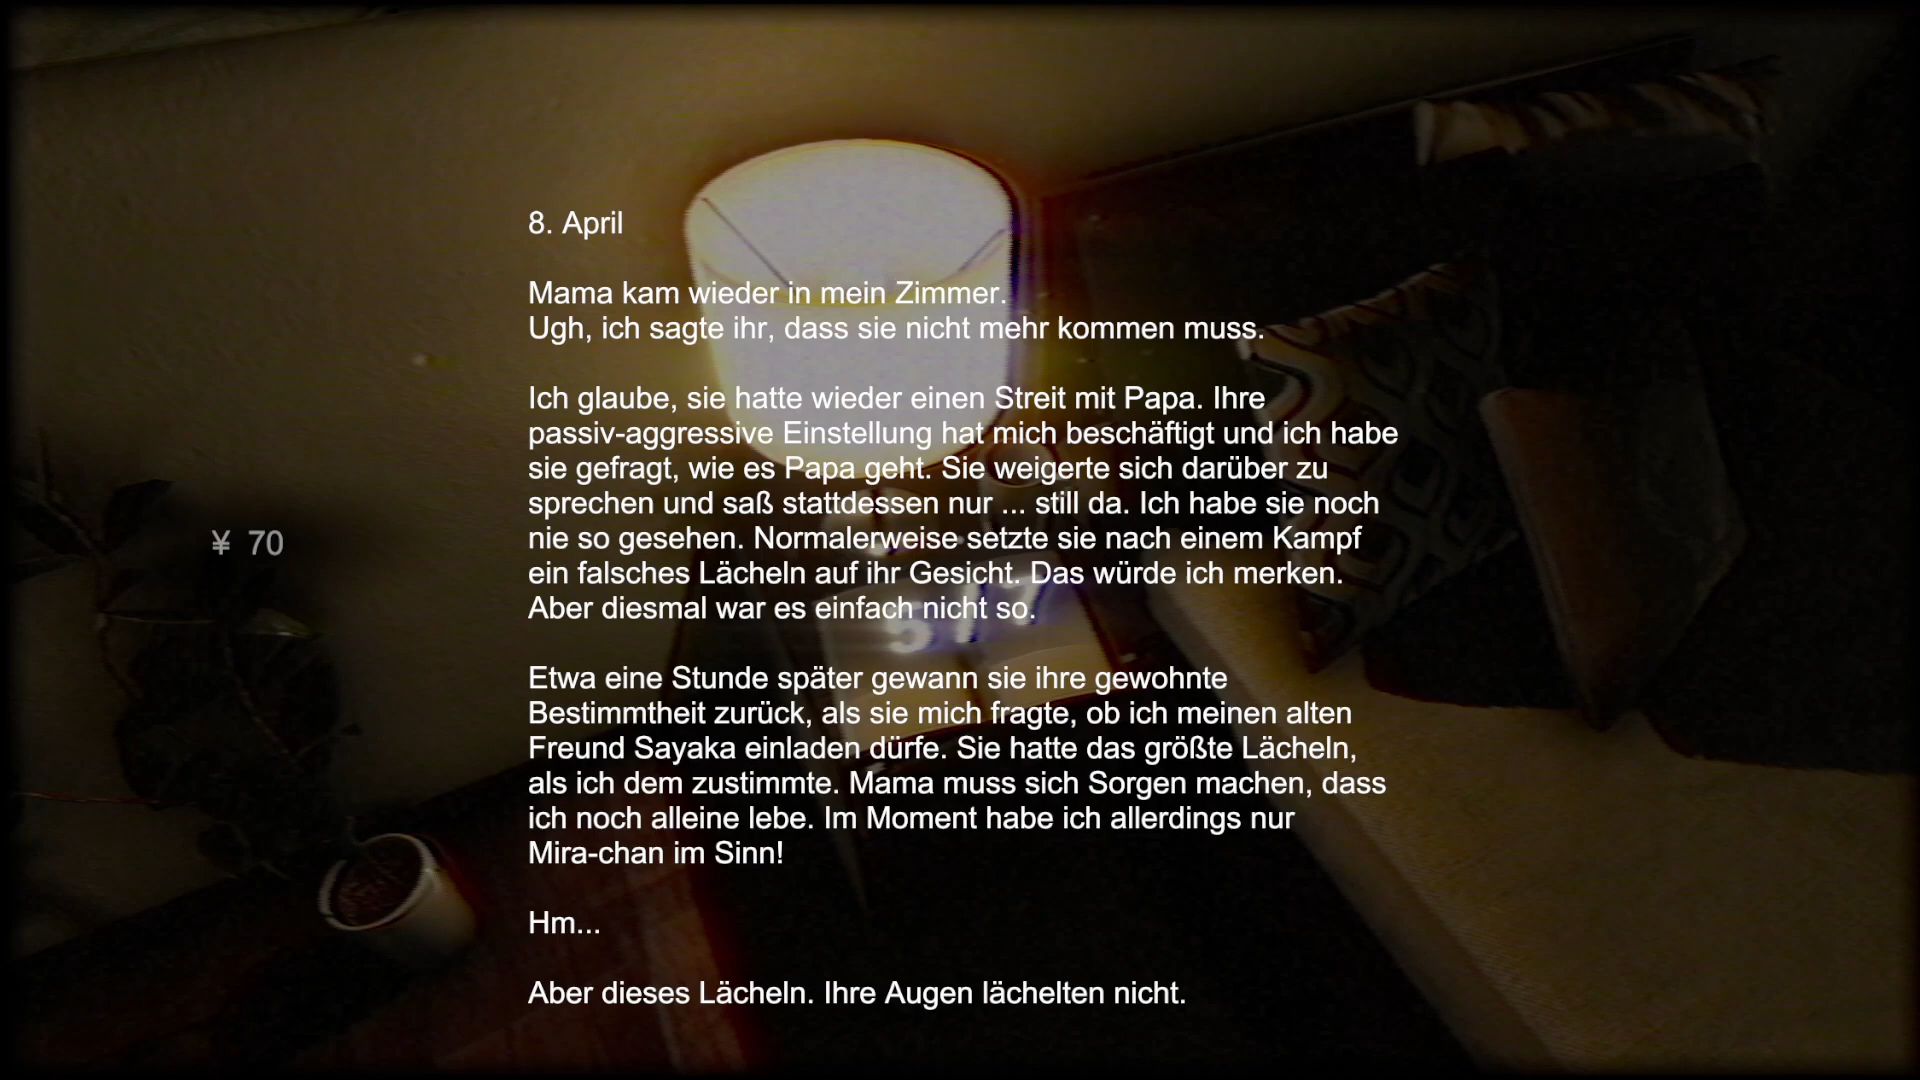 8. April
Mama kam wieder in mein Zimmer.
Ugh, ich sagte ihr, dass sie nicht mehr kommen muss.
Ich glaube, sie hatte wieder einen Streit mit Papa. Ihre
passiv-aggressive Einstellung hat mich beschäftigt und ich habe
sie gefragt, wie es Papa geht. Sie weigerte sich darüber zu
sprechen und saß stattdessen nur ... still da. Ich habe sie noch
nie so gesehen. Normalerweise setzte sie nach einem Kampf
ein falsches Lächeln auf ihr Gesicht. Das würde ich merken.
Aber diesmal war es einfach nicht so.
Etwa eine Stunde später gewann sie ihre gewohnte
Bestimmtheit zurück, als sie mich fragte, ob ich meinen alten
Freund Sayaka einladen dürfe. Sie hatte das größte Lächeln,
als ich dem zustimmte. Mama muss sich Sorgen machen, dass
ich noch alleine lebe. Im Moment habe ich allerdings nur
Mira-chan im Sinn!
Hm...
Aber dieses Lächeln. Ihre Augen lächelten nicht.
¥ 70